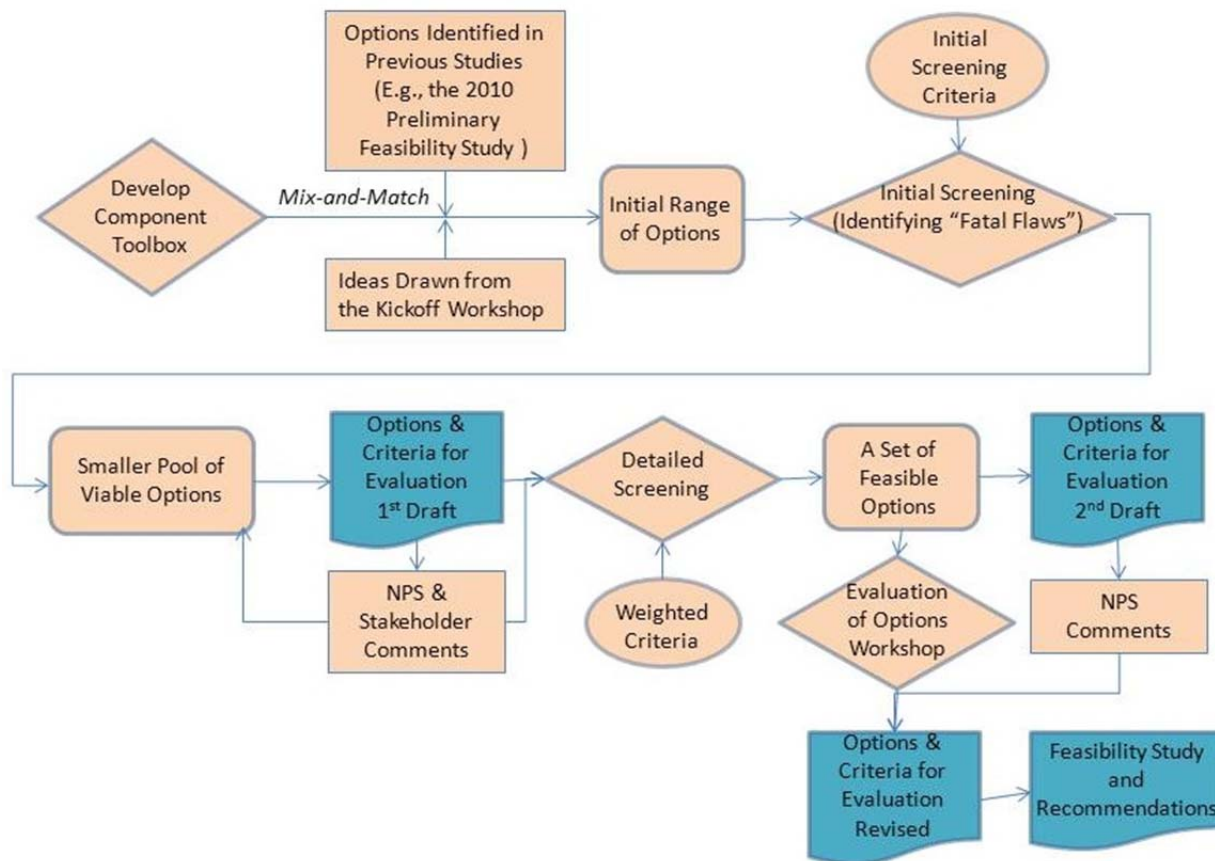 Options Identified in
Previous Studies
(E.g., the 2010
Preliminary
Feasibility Study )
Initial
Screening
Criteria
Develop
Component
Toolbox
Mix-and-Match
Initial Range
of Options
Initial Screening
(Identifying “Fatal Flaws”)
Ideas Drawn from
the Kickoff Workshop
Smaller Pool of
Viable Options
Options &
Criteria for
Evaluation
1st Draft
Detailed
Screening
A Set of
Feasible
Options
Options &
Criteria for
Evaluation
2nd Draft
NPS &
Stakeholder
Comments
Weighted
Criteria
Evaluation
of Options
Workshop
NPS
Comments
Options &
Criteria for
Evaluation
Revised
Feasibility Study
and
Recommendations